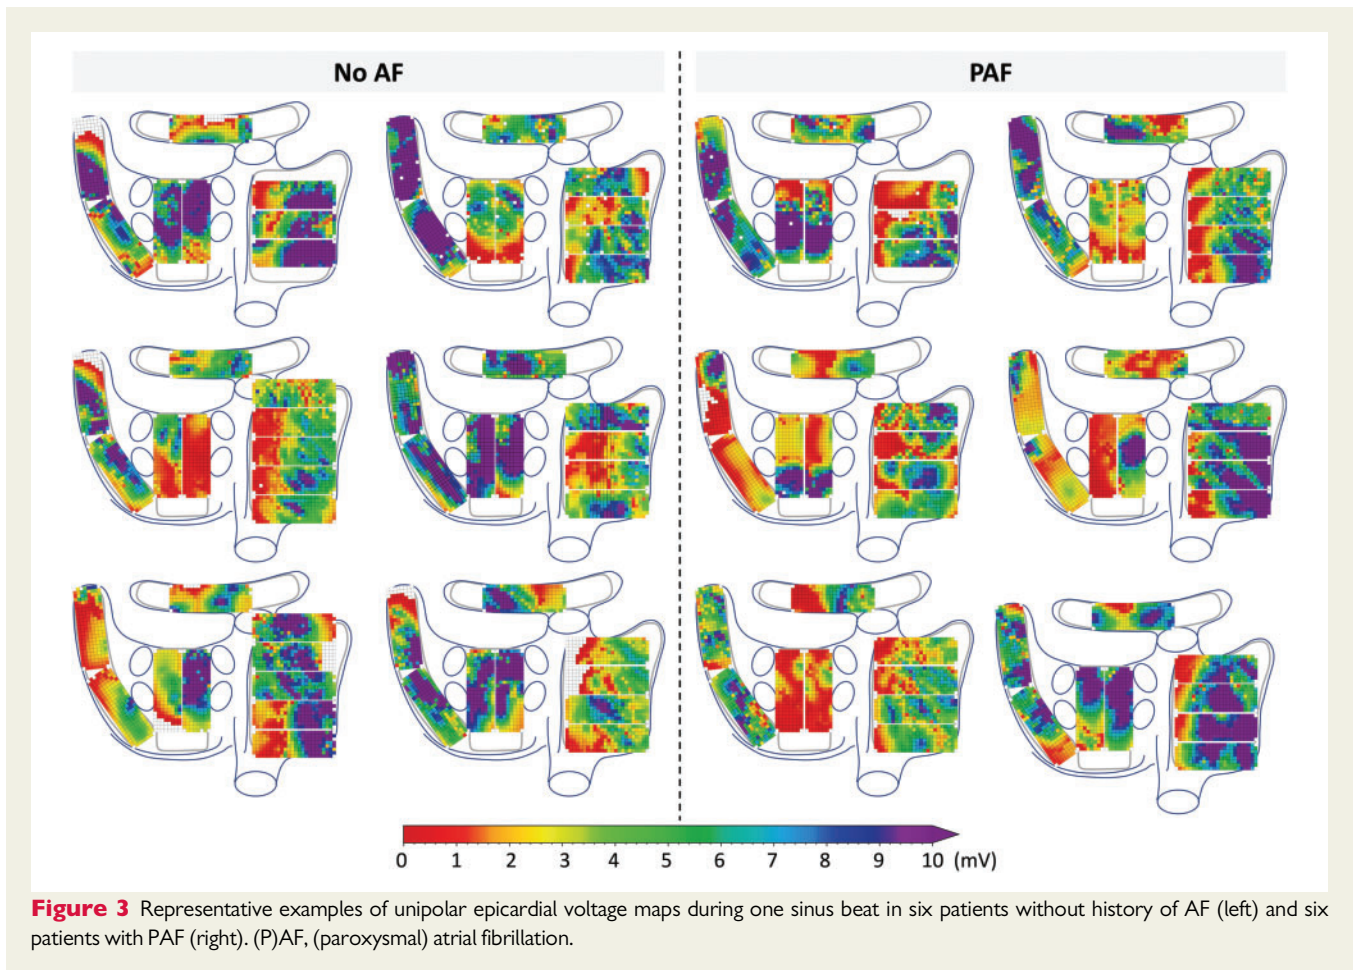 No AF
PAF
0 1 2 3 4 5 6 7 8 9 10 (mV)
Figure 3 Representative examples of unipolar epicardial voltage maps during one sinus beat in six patients without history of AF (left) and six
patients with PAF (right). (P)AF, (paroxysmal) atrial fibrillation.